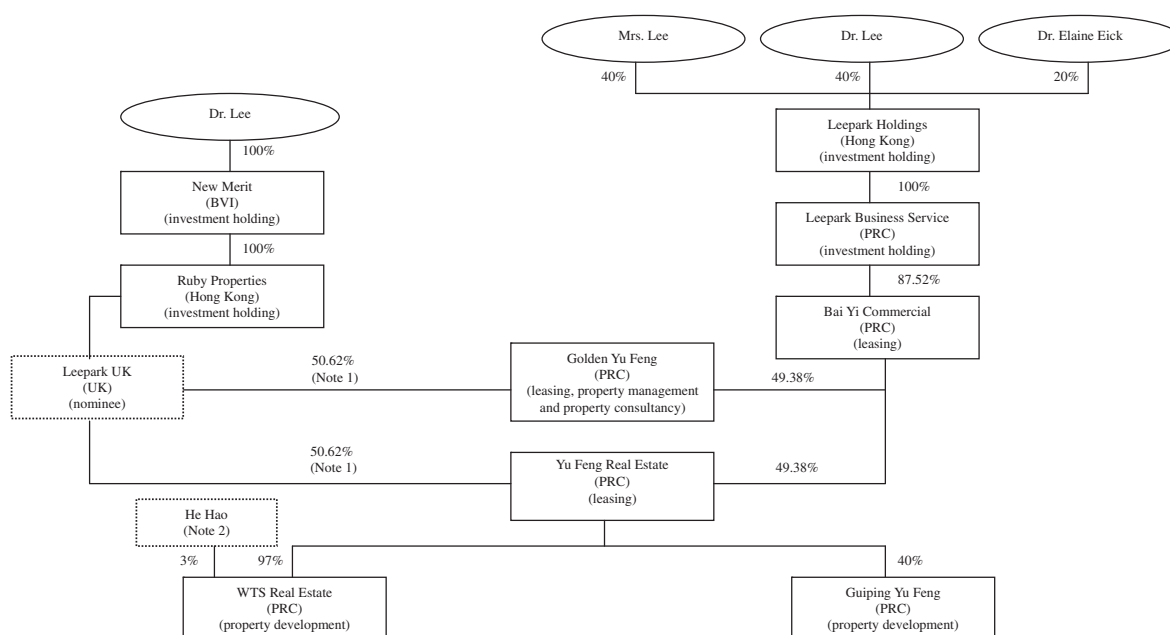 Mrs. Lee
Dr. Lee
Dr. Elaine Eick
40%
40%
20%
Dr. Lee
100%
Leepark Holdings
(Hong Kong)
(investment holding)
100%
New Merit
(BVI)
(investment holding)
100%
Leepark Business Service
(PRC)
(investment holding)
87.52%
Ruby Properties
(Hong Kong)
(investment holding)
Bai Yi Commercial
(PRC)
(leasing)
Leepark UK
(UK)
(nominee)
50.62%
(Note 1)
Golden Yu Feng
(PRC)
(leasing, property management
and property consultancy)
49.38%
50.62%
(Note 1)
Yu Feng Real Estate
(PRC)
(leasing)
49.38%
He Hao
(Note 2)
3%
97%
40%
WTS Real Estate
(PRC)
(property development)
Guiping Yu Feng
(PRC)
(property development)